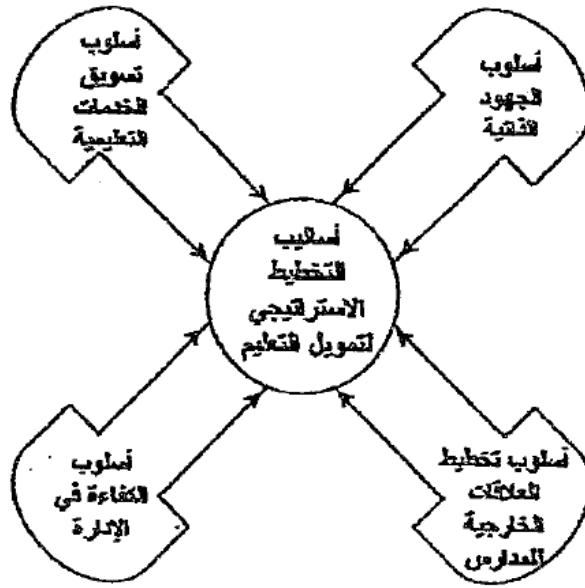 أسلوب
الجهود
الذاتية
أسلوب
تسويق
الخدمات
التعليمية
أساليب
التخطيط
الاستراتيجي
لتمويل التعليم
أسلوب تخطيط
العلاقات
الخارجية
للمدارس
أسلوب
الكفاءة في
الإدارة